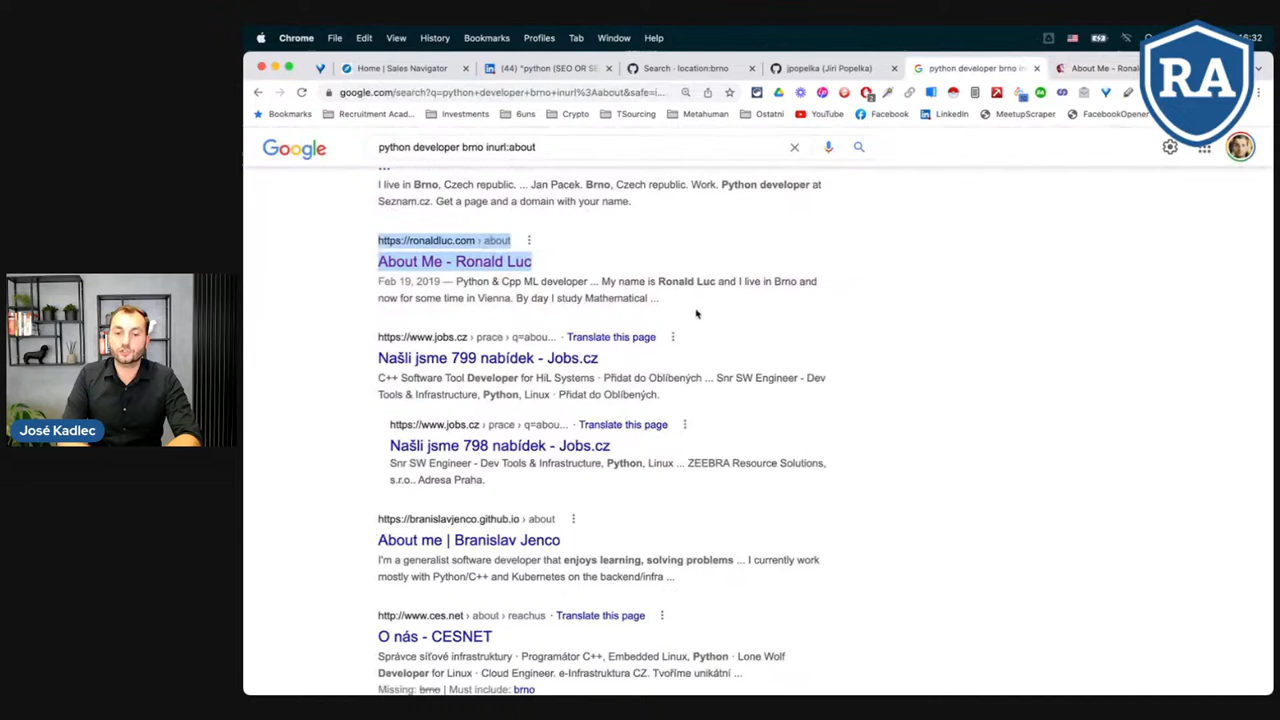 Chrome File Edit View History Bookmarks Profiles Tab Window Help
16:32
Home | Sales Navigator
(44) "python (SEO OR SE
Search · location:brno
jpopelka (Jiri Popelka)
python developer brno in
About Me - Ronal
google.com/search?q=python+developer+brno+inurl%3Aabout&safe=i...
Bookmarks Recruitment Acad... Investments 6uns Crypto TSourcing Metahuman Ostatni YouTube Facebook LinkedIn MeetupScraper FacebookOpener
RA
Google
python developer brno inurl:about
...
I live in Brno, Czech republic. ... Jan Pacek. Brno, Czech republic. Work. Python developer at
Seznam.cz. Get a page and a domain with your name.
https://ronaldluc.com › about
About Me - Ronald Luc
Feb 19, 2019 — Python & Cpp ML developer ... My name is Ronald Luc and I live in Brno and
now for some time in Vienna. By day I study Mathematical ...
https://www.jobs.cz › prace › q=abou... · Translate this page
Našli jsme 799 nabídek - Jobs.cz
C++ Software Tool Developer for HiL Systems · Přidat do Oblíbených ... Snr SW Engineer - Dev
Tools & Infrastructure, Python, Linux · Přidat do Oblíbených.
https://www.jobs.cz › prace › q=abou... · Translate this page
Našli jsme 798 nabídek - Jobs.cz
Snr SW Engineer - Dev Tools & Infrastructure, Python, Linux ... ZEEBRA Resource Solutions,
s.r.o.. Adresa Praha.
https://branislavjenco.github.io › about
About me | Branislav Jenco
I'm a generalist software developer that enjoys learning, solving problems ... I currently work
mostly with Python/C++ and Kubernetes on the backend/infra ...
http://www.ces.net › about › reachus · Translate this page
O nás - CESNET
Správce síťové infrastruktury · Programátor C++, Embedded Linux, Python · Lone Wolf
Developer for Linux · Cloud Engineer. e-Infrastruktura CZ. Tvoříme unikátní ...
Missing: brno | Must include: brno
José Kadlec